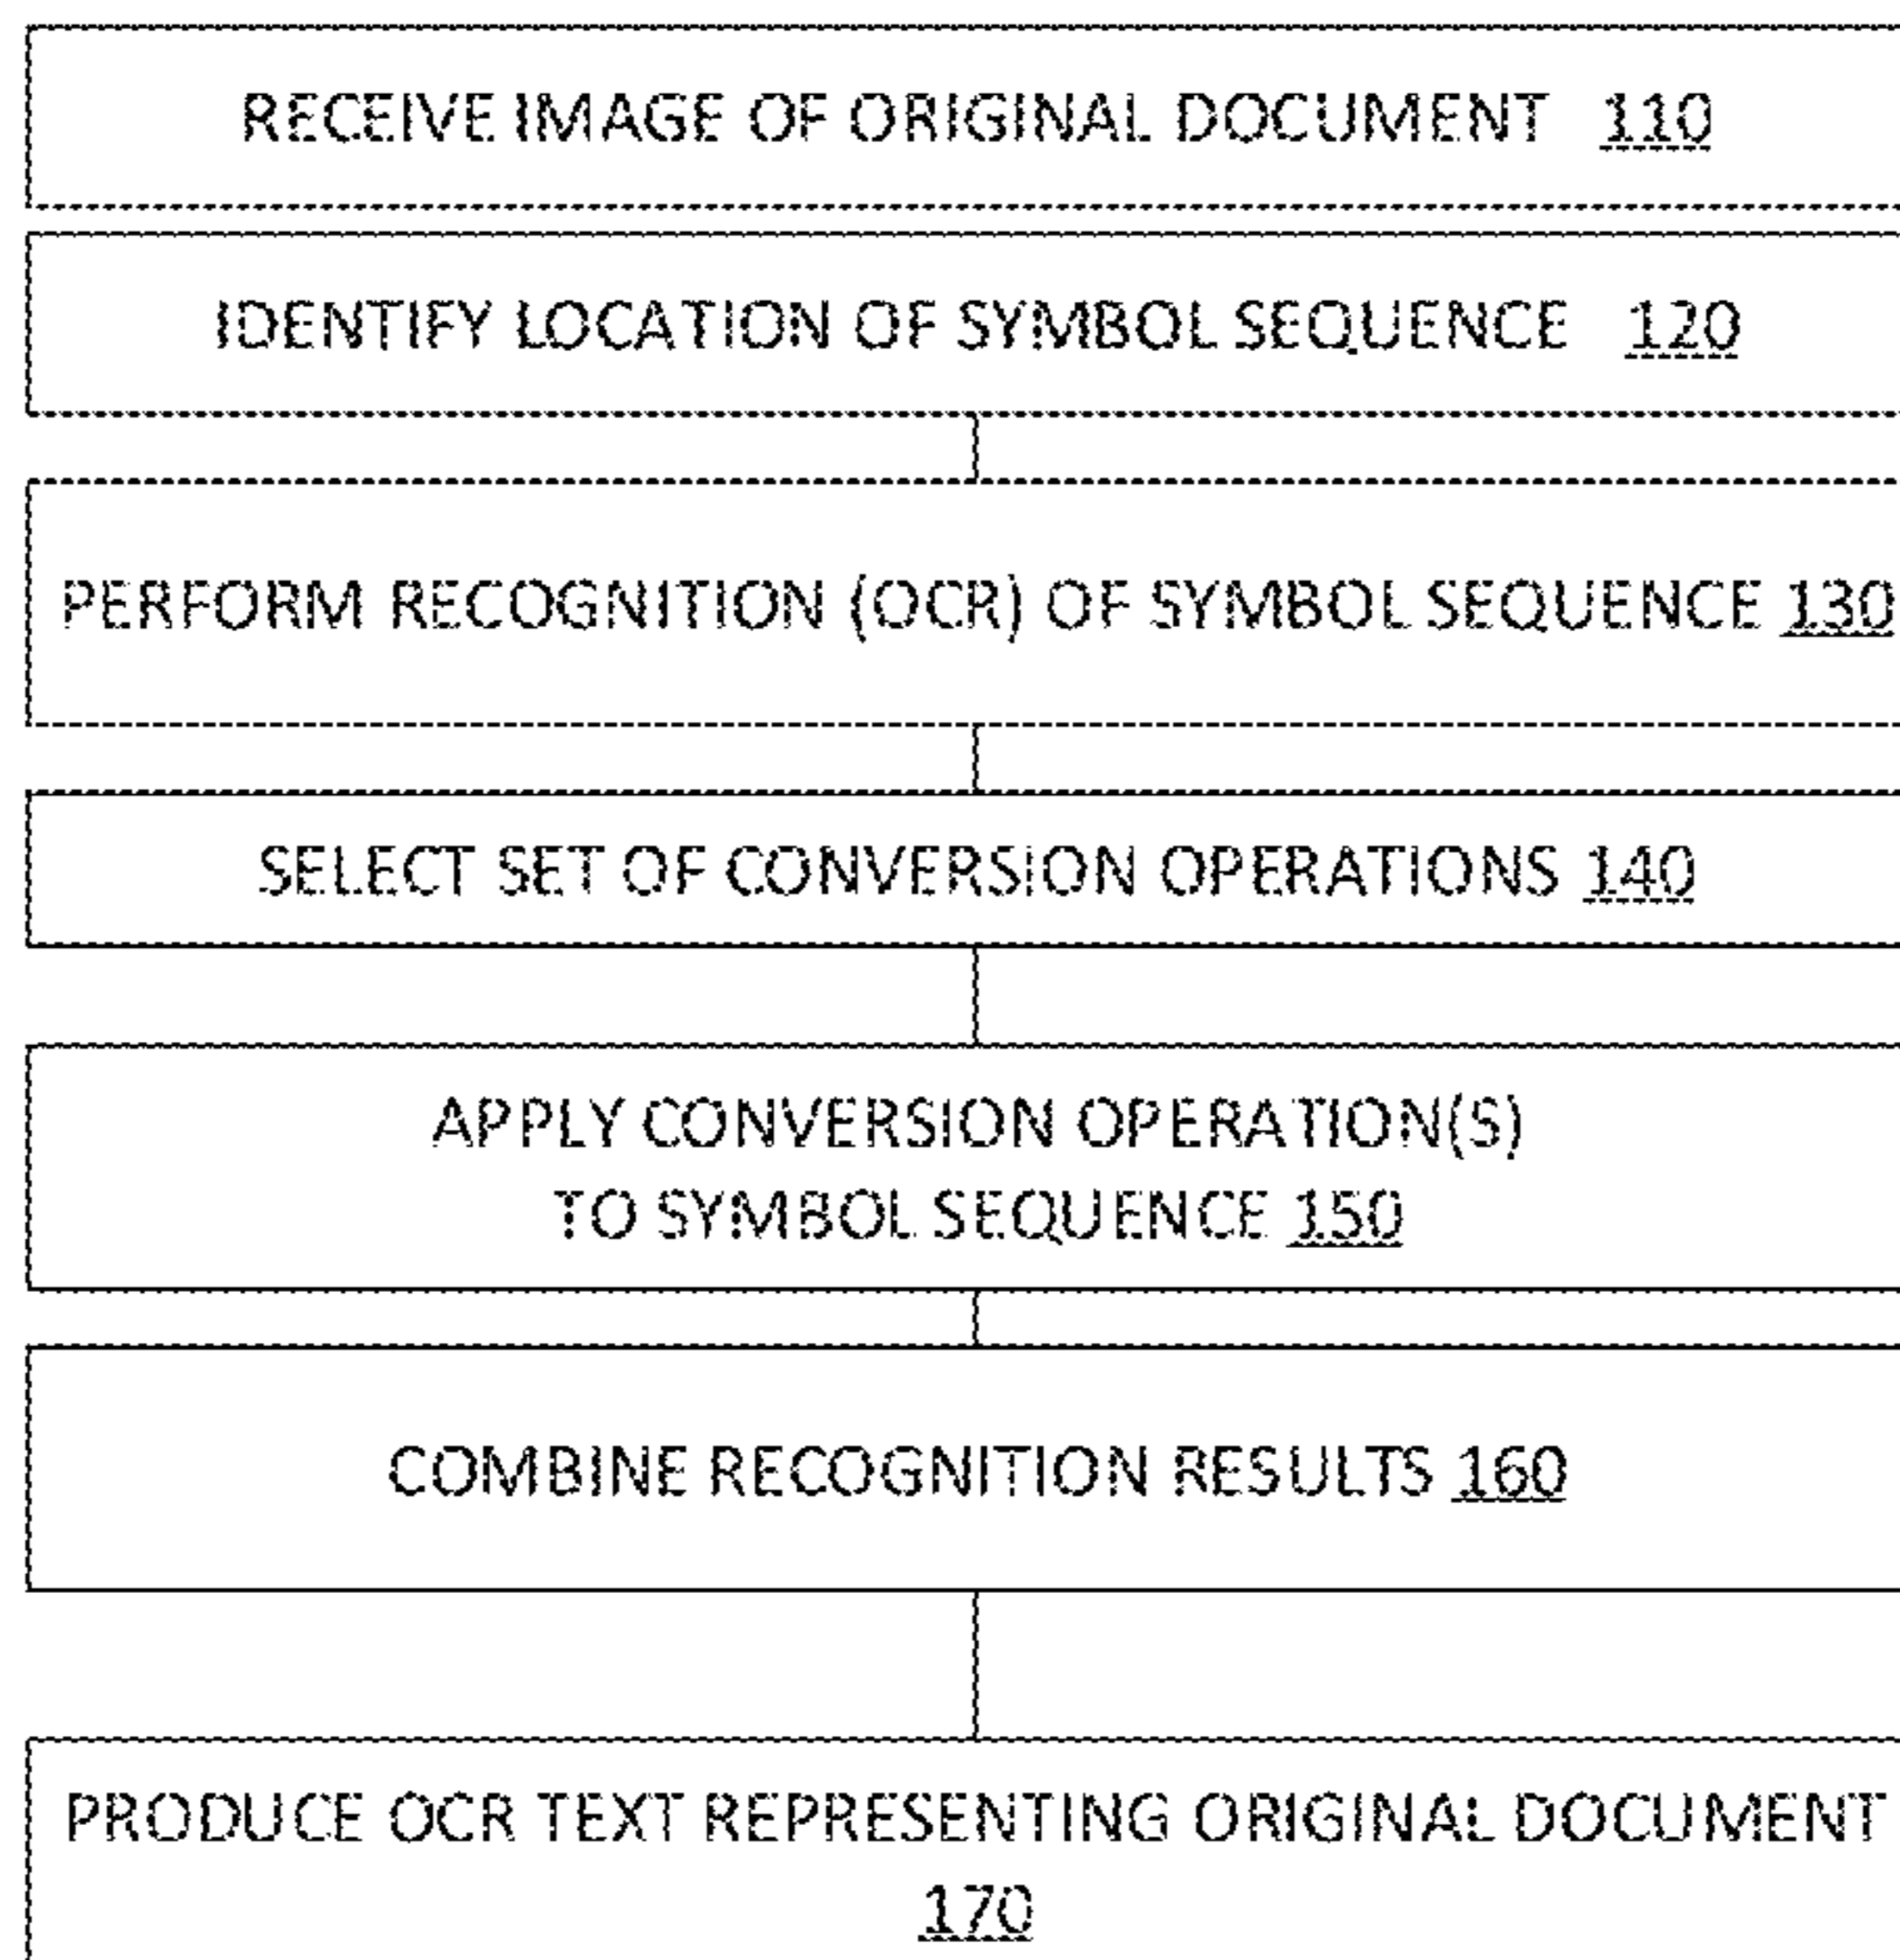 RECEIVE IMAGE OF ORIGINAL DOCUMENT 110
IDENTIFY LOCATION OF SYMBOL SEQUENCE 120
PERFORM RECOGNITION (OCR) OF SYMBOL SEQUENCE 130
SELECT SET OF CONVERSION OPERATIONS 140
APPLY CONVERSION OPERATION(S)
TO SYMBOL SEQUENCE 150
COMBINE RECOGNITION RESULTS 160
PRODUCE OCR TEXT REPRESENTING ORIGINAL DOCUMENT
170